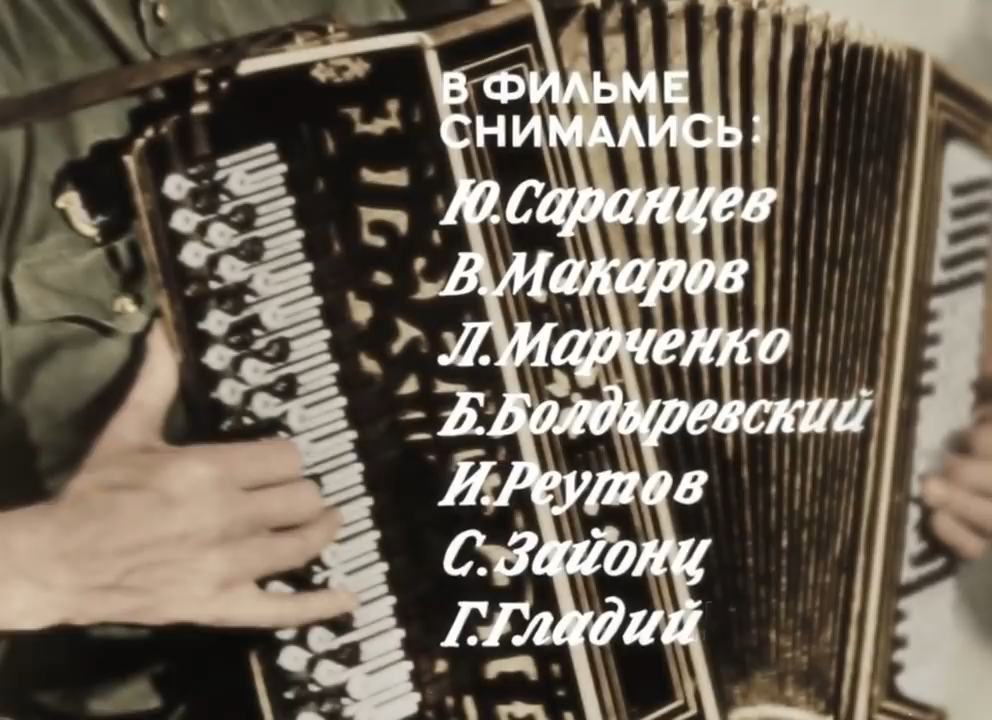 В ФИЛЬМЕ
СНИМАЛИСЬ:
Ю.Саранцев
В.Макаров
Л.Марченко
Б.Болдыревский
И.Реутов
С.Зайонц
Г.Гладий